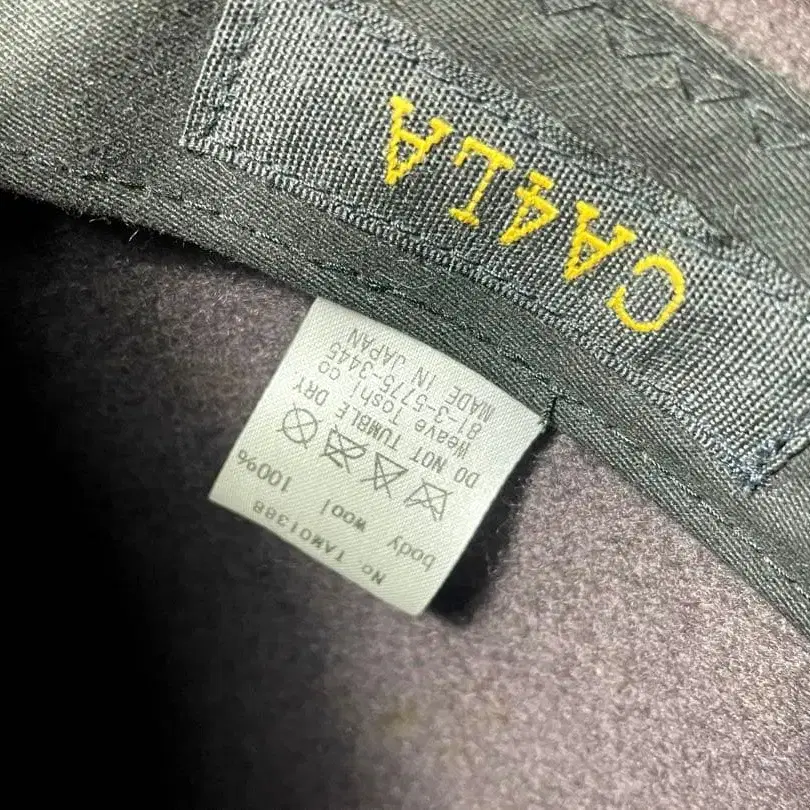 CA4LA
No TAM01388
body wool 100%
DO NOT TUMBLE DRY.
Weave Toshi co
81-3-5775-3445
MADE IN JAPAN